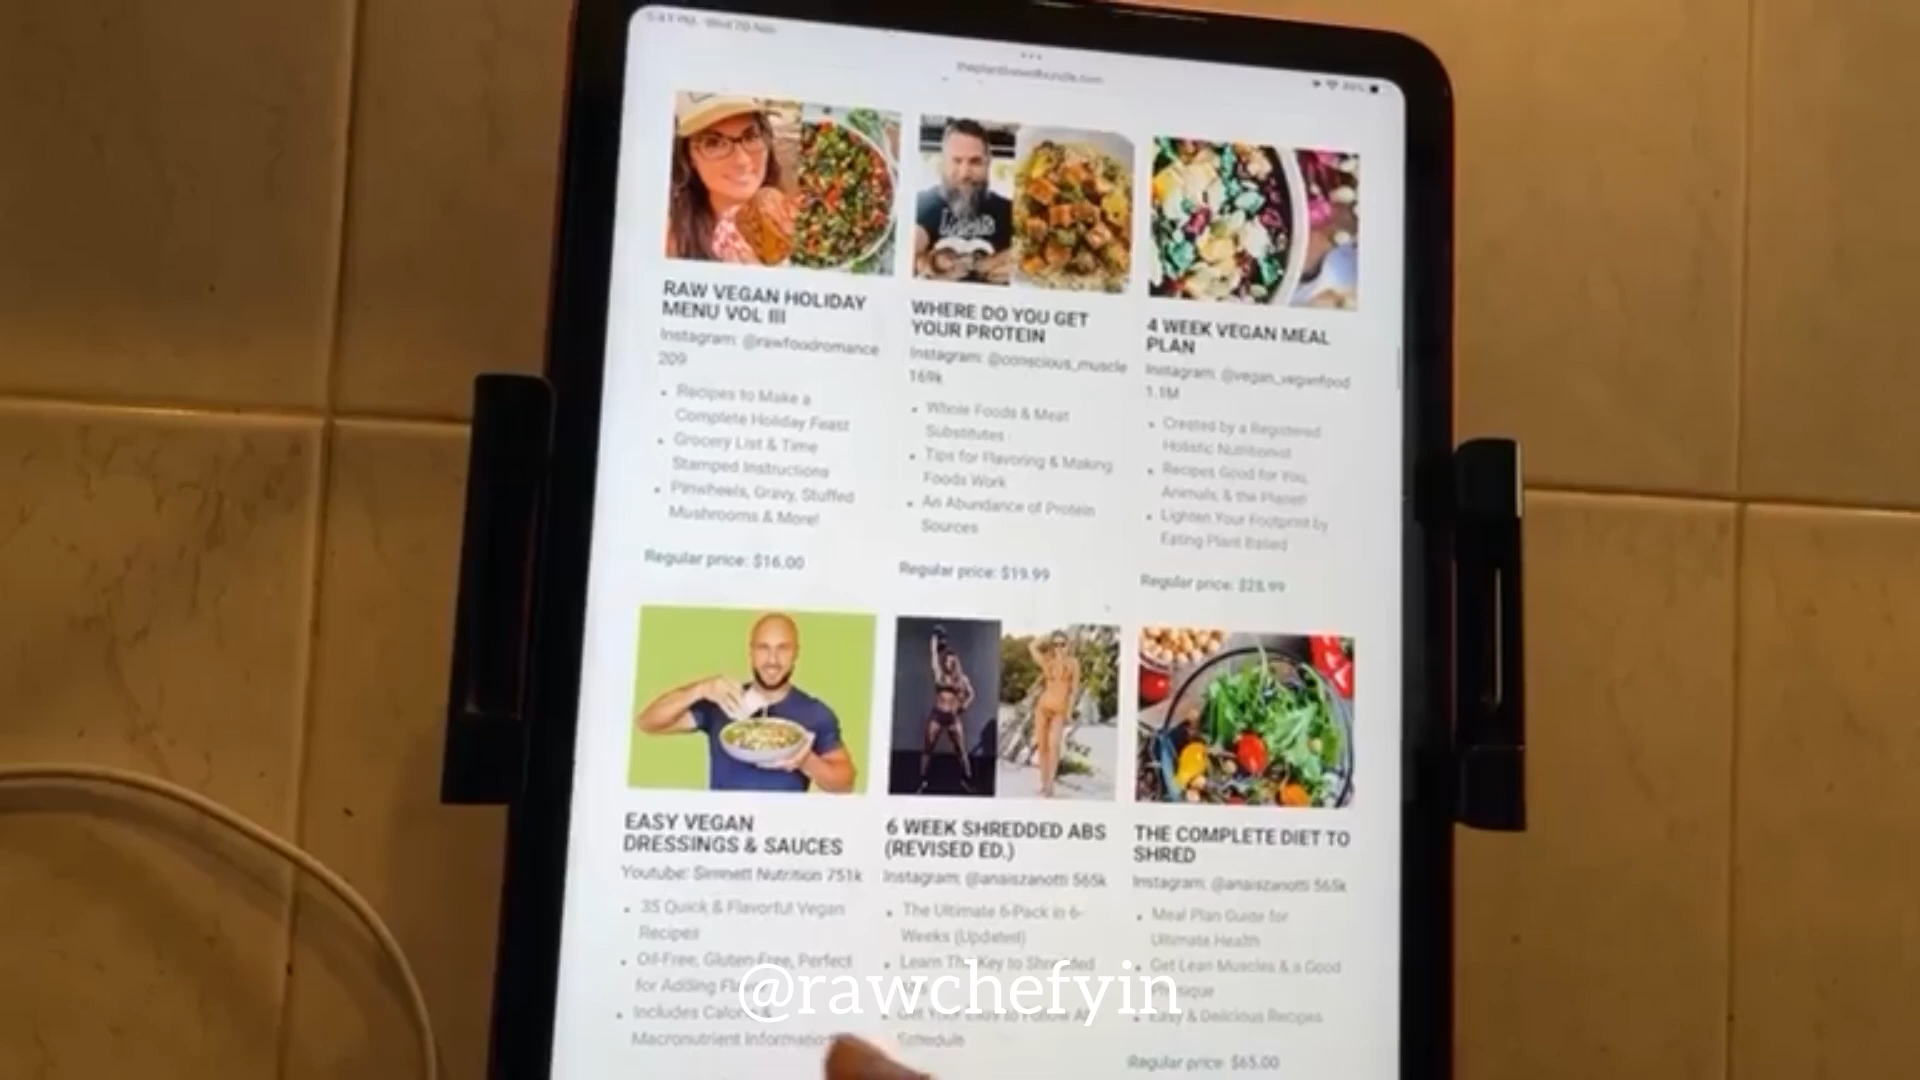 RAW VEGAN HOLIDAY
MENU VOL III
Instagram: @rawfoodromance
209
• Recipes to Make a
Complete Holiday Feast
• Grocery List & Time
Stamped Instructions
• Pinwheels, Gravy, Stuffed
Mushrooms & More!
Regular price: $16.00
WHERE DO YOU GET
YOUR PROTEIN
Instagram: @conscious_muscle
169k
• Whole Foods & Meat
Substitutes
• Tips for Flavoring & Making
Foods Work
• An Abundance of Protein
Sources
Regular price: $19.99
4 WEEK VEGAN MEAL
PLAN
Instagram: @vegan_veganfood
1.1M
• Created by a Registered
Holistic Nutritionist
• Recipes Good for You,
Animals, & the Planet!
• Lighten Your Footprint by
Eating Plant Based
Regular price: $28.99
EASY VEGAN
DRESSINGS & SAUCES
Youtube: Simnett Nutrition 751k
• 35 Quick & Flavorful Vegan
Recipes
• Oil-Free, Gluten-Free, Perfect
for Adding
• Includes
Macronutrient Information
6 WEEK SHREDDED ABS
(REVISED ED.)
Instagram: @anaiszanotti 565k
• The Ultimate 6-Pack in 6-
Weeks (Updated)
• Learn The Key to Shredded
Schedule
THE COMPLETE DIET TO
SHRED
Instagram: @anaiszanotti 565k
• Meal Plan Guide for
Ultimate Health
• Get Lean Muscles & a Good
• Easy & Delicious Recipes
Regular price: $65.00
@rawchefyin